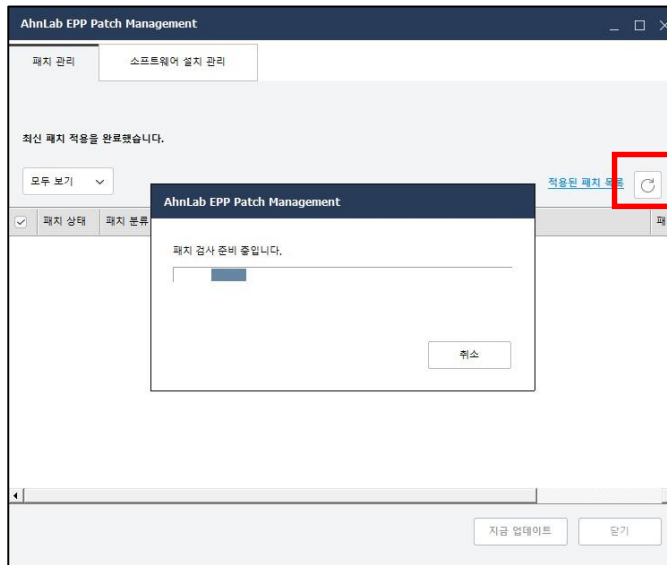 AhnLab EPP Patch Management
패치 관리
소프트웨어 설치 관리
최신 패치 적용을 완료했습니다.
모두 보기
적용된 패치 목록
패치 상태
패치 분류
패
AhnLab EPP Patch Management
패치 검사 준비 중입니다.
취소
지금 업데이트
닫기